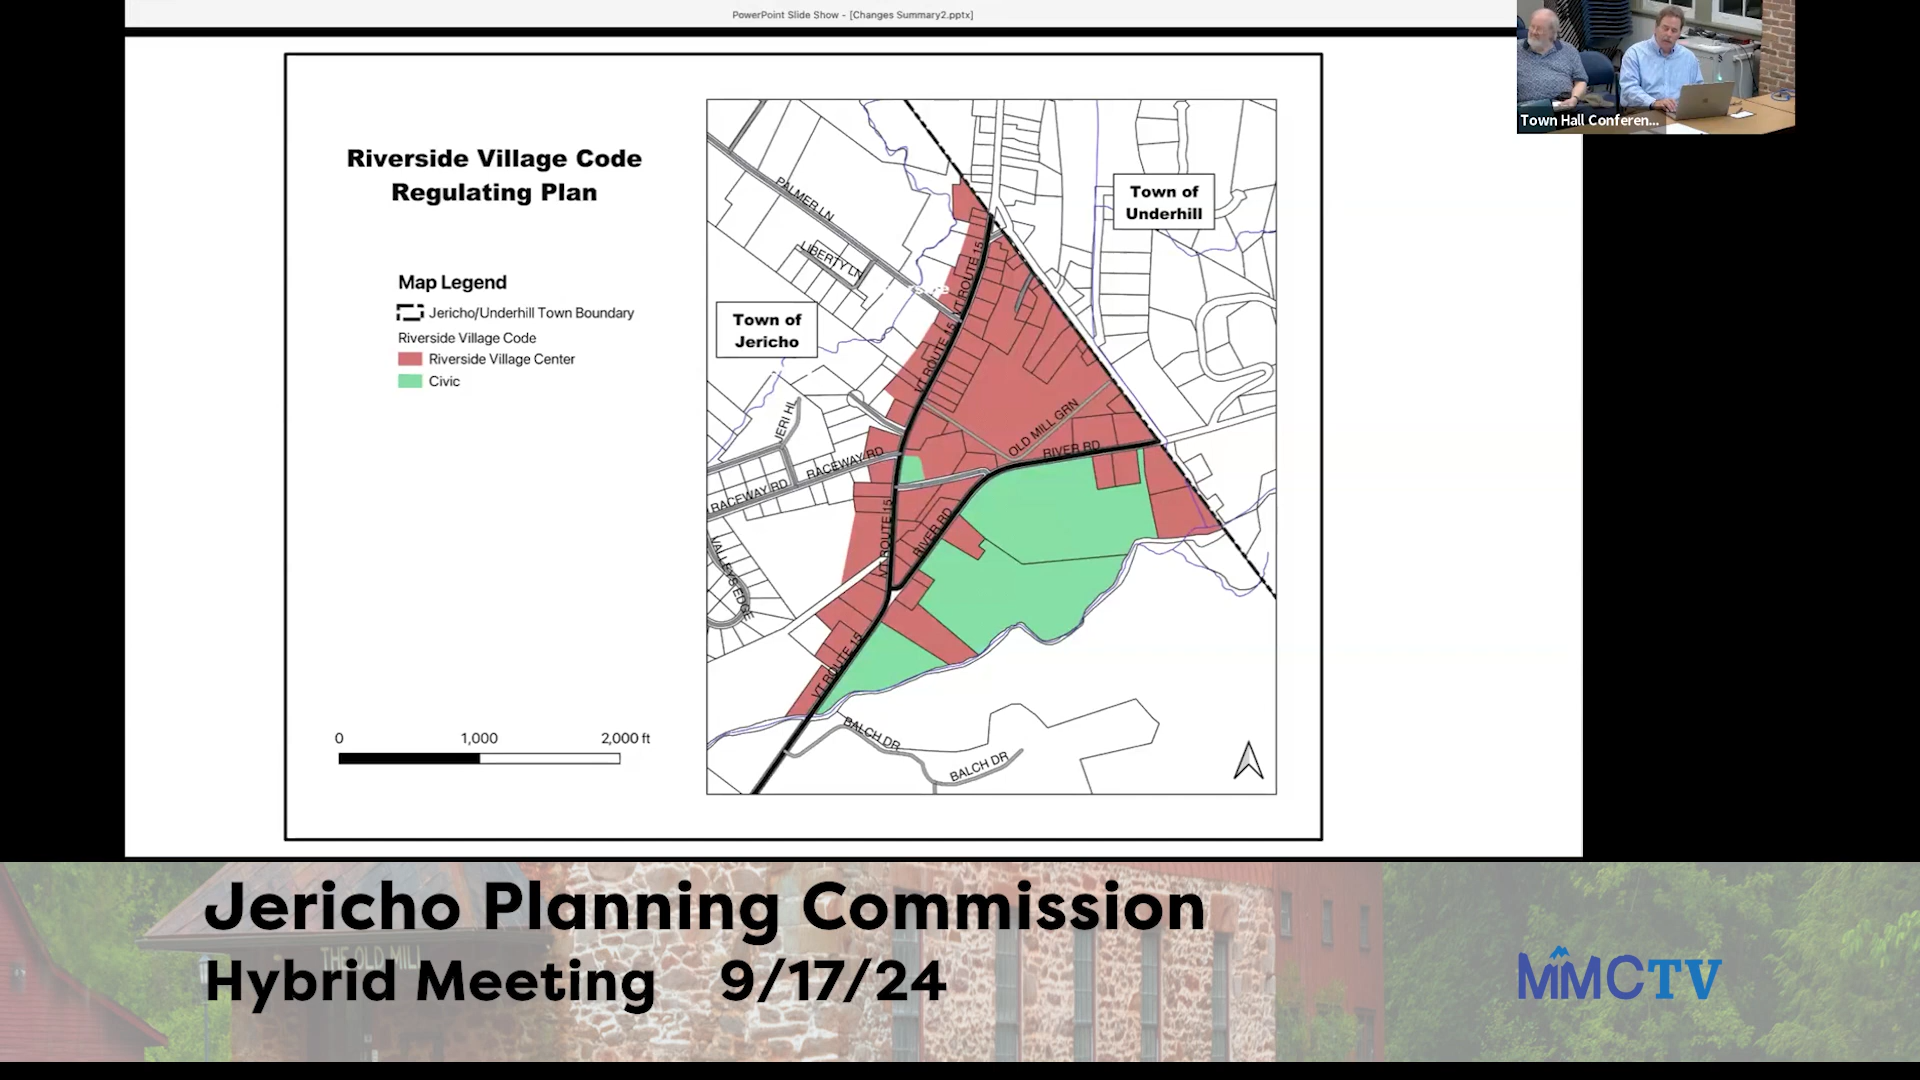 PowerPoint Slide Show - [Changes Summary2.pptx]
Town Hall Conferen...
Riverside Village Code
Regulating Plan
Map Legend
Jericho/Underhill Town Boundary
Riverside Village Code
Riverside Village Center
Civic
0 1,000 2,000 ft
Town of
Underhill
Town of
Jericho
PALMER LN
LIBERTY LN
VT ROUTE 15
VT ROUTE 15
JERI HL
RACEWAY RD
RACEWAY RD
OLD MILL GRN
RIVER RD
RIVER RD
VT ROUTE 15
VALLEYS EDGE
VT ROUTE 15
BALCH DR
BALCH DR
Jericho Planning Commission
Hybrid Meeting 9/17/24
THE OLD MILL
MMCTV